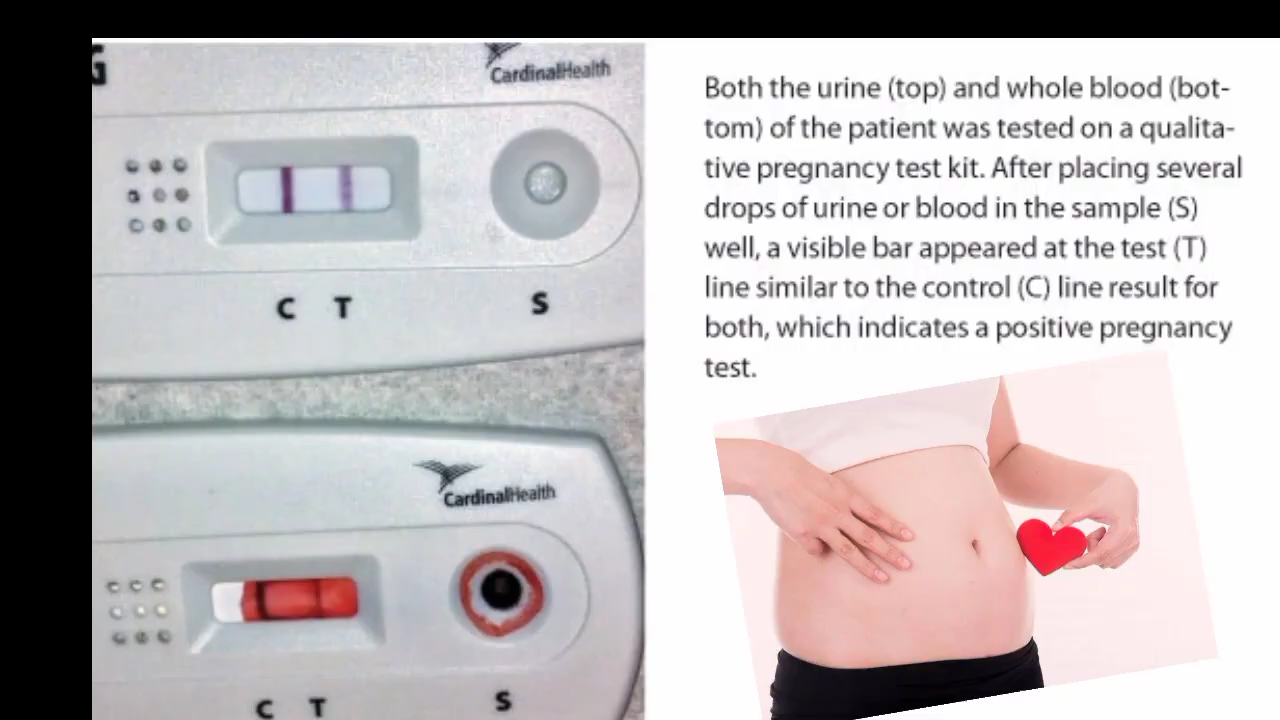 G
CardinalHealth
C T S
CardinalHealth
C T S
Both the urine (top) and whole blood (bot-
tom) of the patient was tested on a qualita-
tive pregnancy test kit. After placing several
drops of urine or blood in the sample (S)
well, a visible bar appeared at the test (T)
line similar to the control (C) line result for
both, which indicates a positive pregnancy
test.